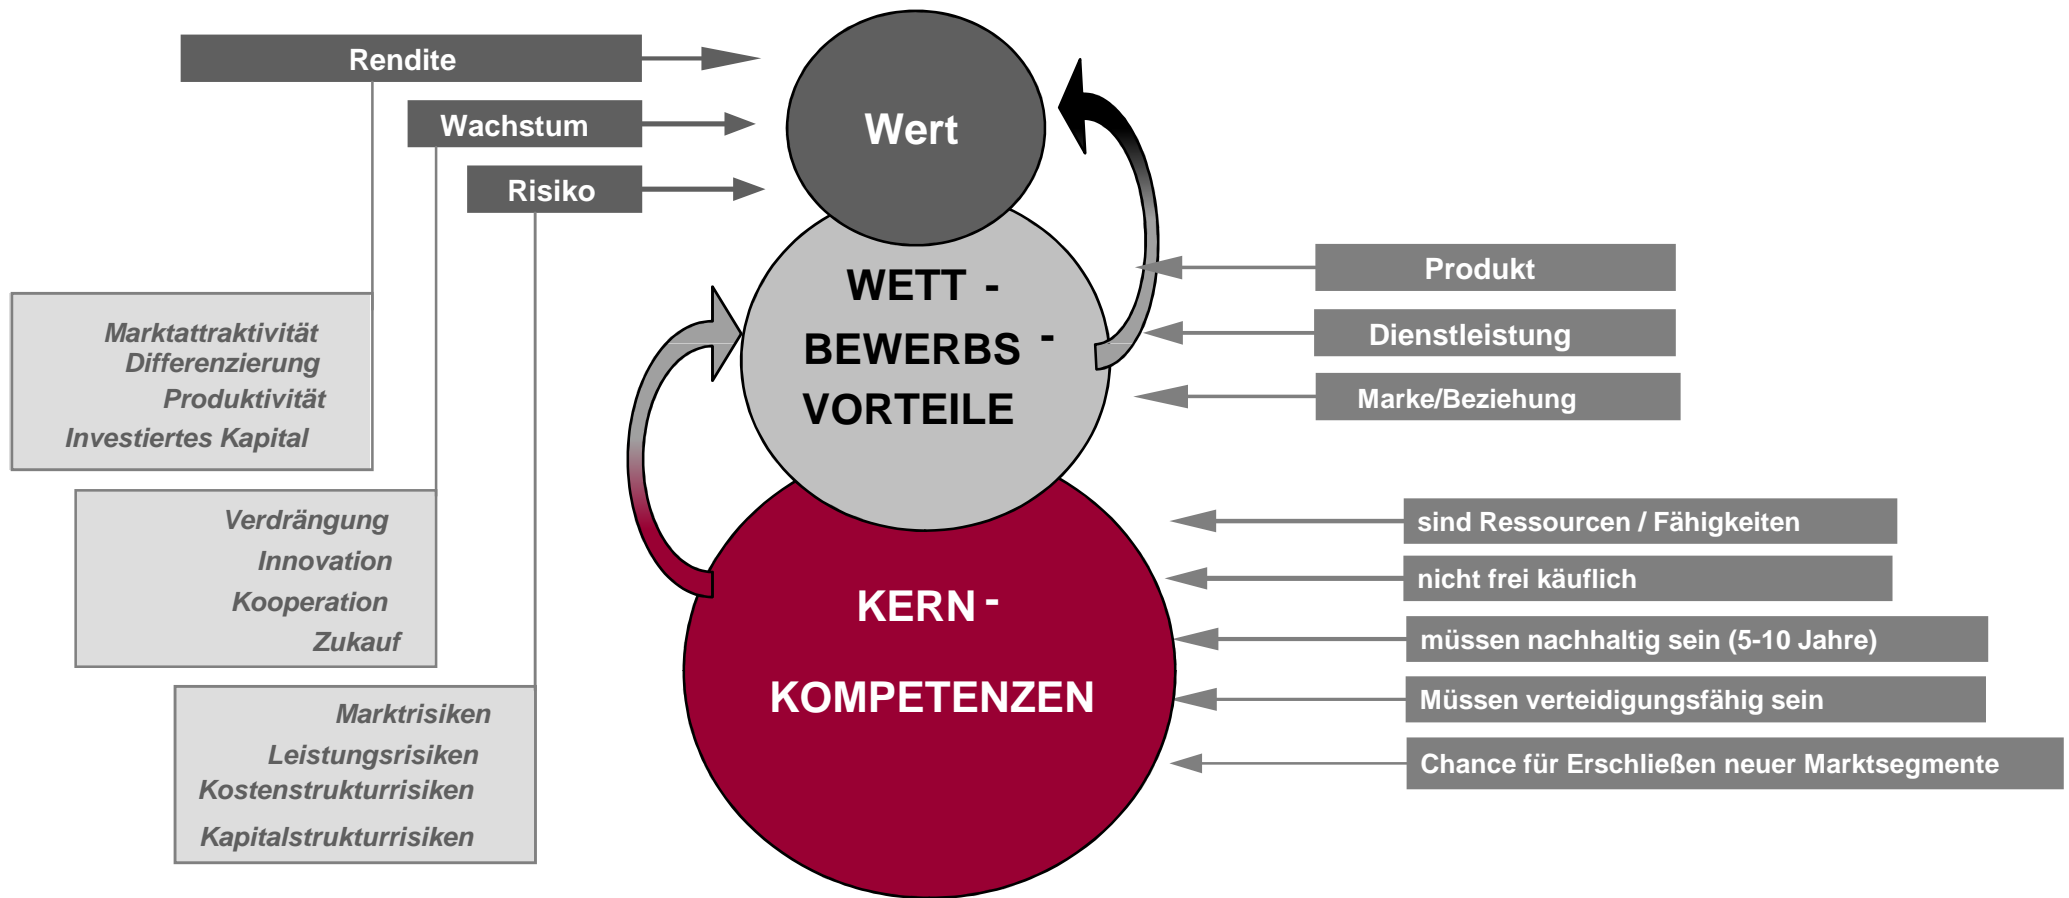 Rendite
Wachstum
Risiko
Marktattraktivität
Differenzierung
Produktivität
Investiertes Kapital
Verdrängung
Innovation
Kooperation
Zukauf
Marktrisiken
Leistungsrisiken
Kostenstrukturrisiken
Kapitalstrukturrisiken
Wert
WETT -
BEWERBS -
VORTEILE
KERN -
KOMPETENZEN
Produkt
Dienstleistung
Marke/Beziehung
sind Ressourcen / Fähigkeiten
nicht frei käuflich
müssen nachhaltig sein (5-10 Jahre)
Müssen verteidigungsfähig sein
Chance für Erschließen neuer Marktsegmente